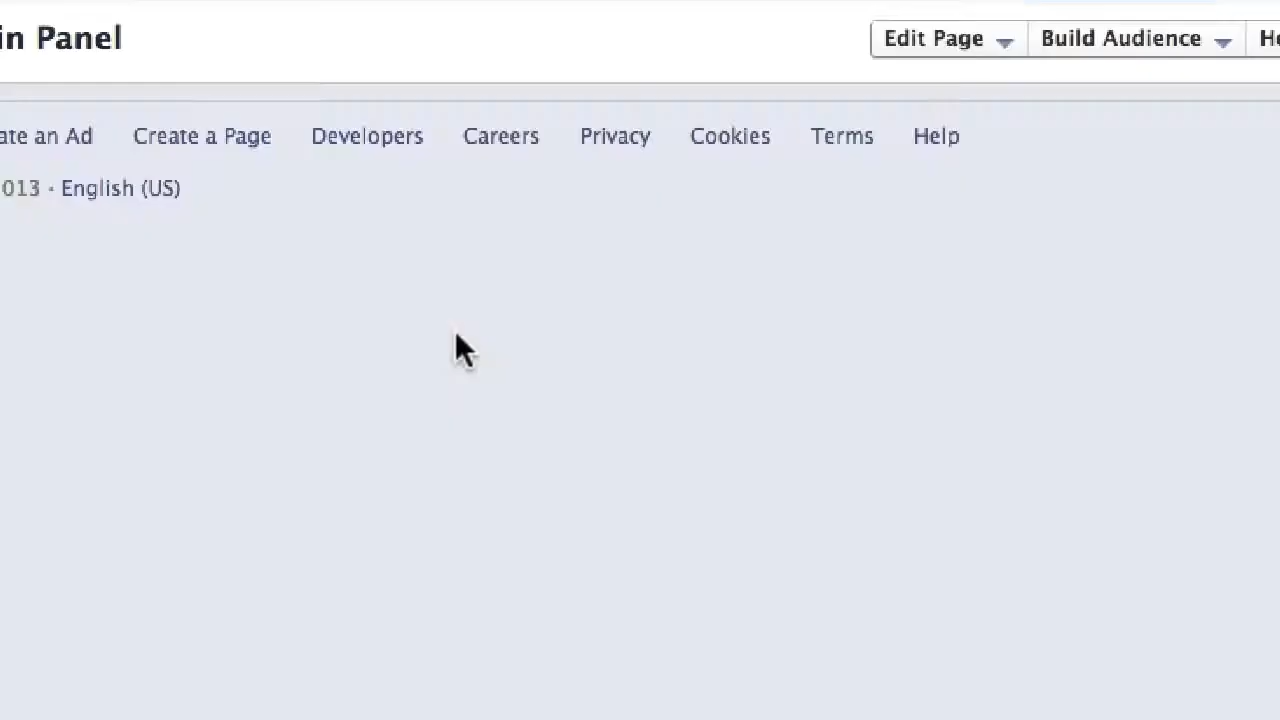 in Panel Edit Page Build Audience
ate an Ad Create a Page Developers Careers Privacy Cookies Terms Help
013 · English (US)